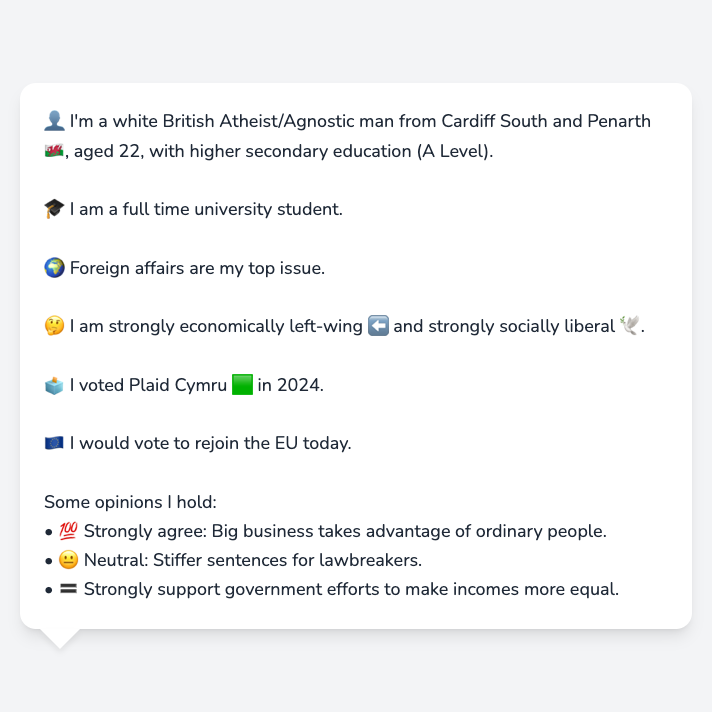 👤 I'm a white British Atheist/Agnostic man from Cardiff South and Penarth
🏴󠁧󠁢󠁷󠁬󠁳󠁿, aged 22, with higher secondary education (A Level).
🎓 I am a full time university student.
🌍 Foreign affairs are my top issue.
🤔 I am strongly economically left-wing ⬅️ and strongly socially liberal 🕊️.
🗳️ I voted Plaid Cymru 🟩 in 2024.
🇪🇺 I would vote to rejoin the EU today.
Some opinions I hold:
• 💯 Strongly agree: Big business takes advantage of ordinary people.
• 😐 Neutral: Stiffer sentences for lawbreakers.
• 🟰 Strongly support government efforts to make incomes more equal.